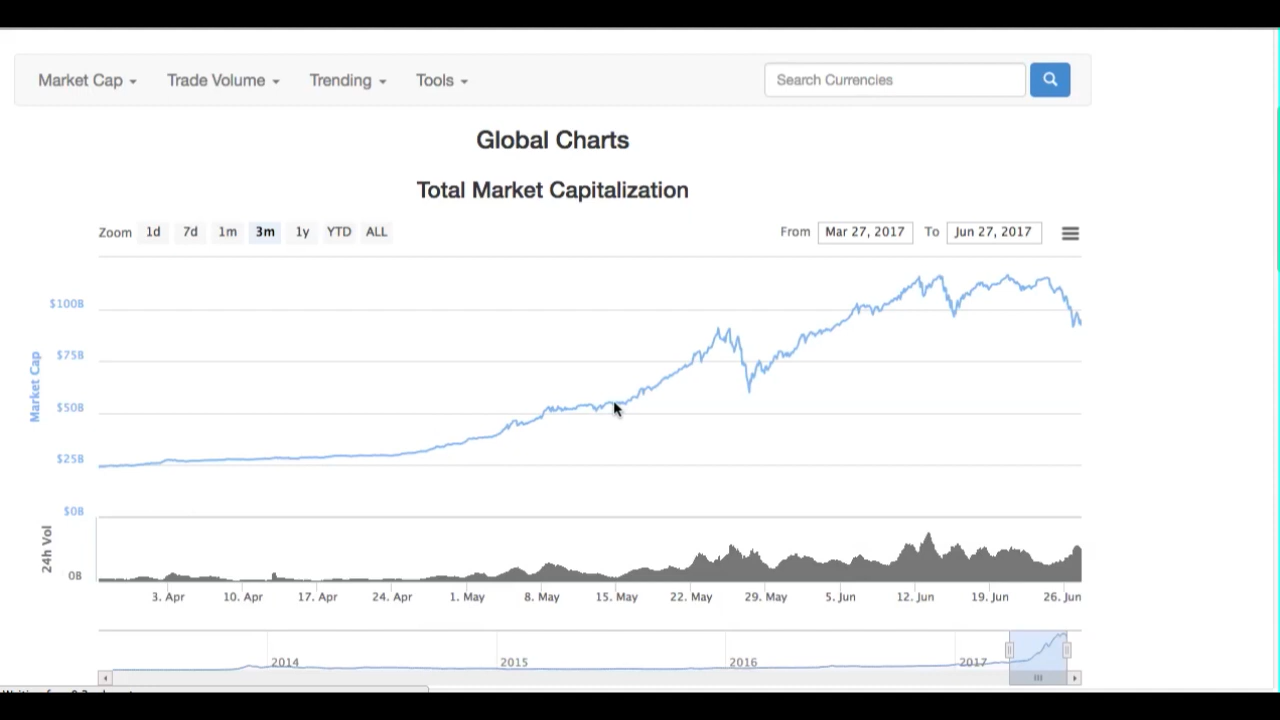 Market Cap Trade Volume Trending Tools Search Currencies
Global Charts
Total Market Capitalization
Zoom 1d 7d 1m 3m 1y YTD ALL From Mar 27, 2017 To Jun 27, 2017
$100B
$75B
$50B
$25B
$0B
Market Cap
24h Vol
0B
3. Apr 10. Apr 17. Apr 24. Apr 1. May 8. May 15. May 22. May 29. May 5. Jun 12. Jun 19. Jun 26. Jun
2014 2015 2016 2017